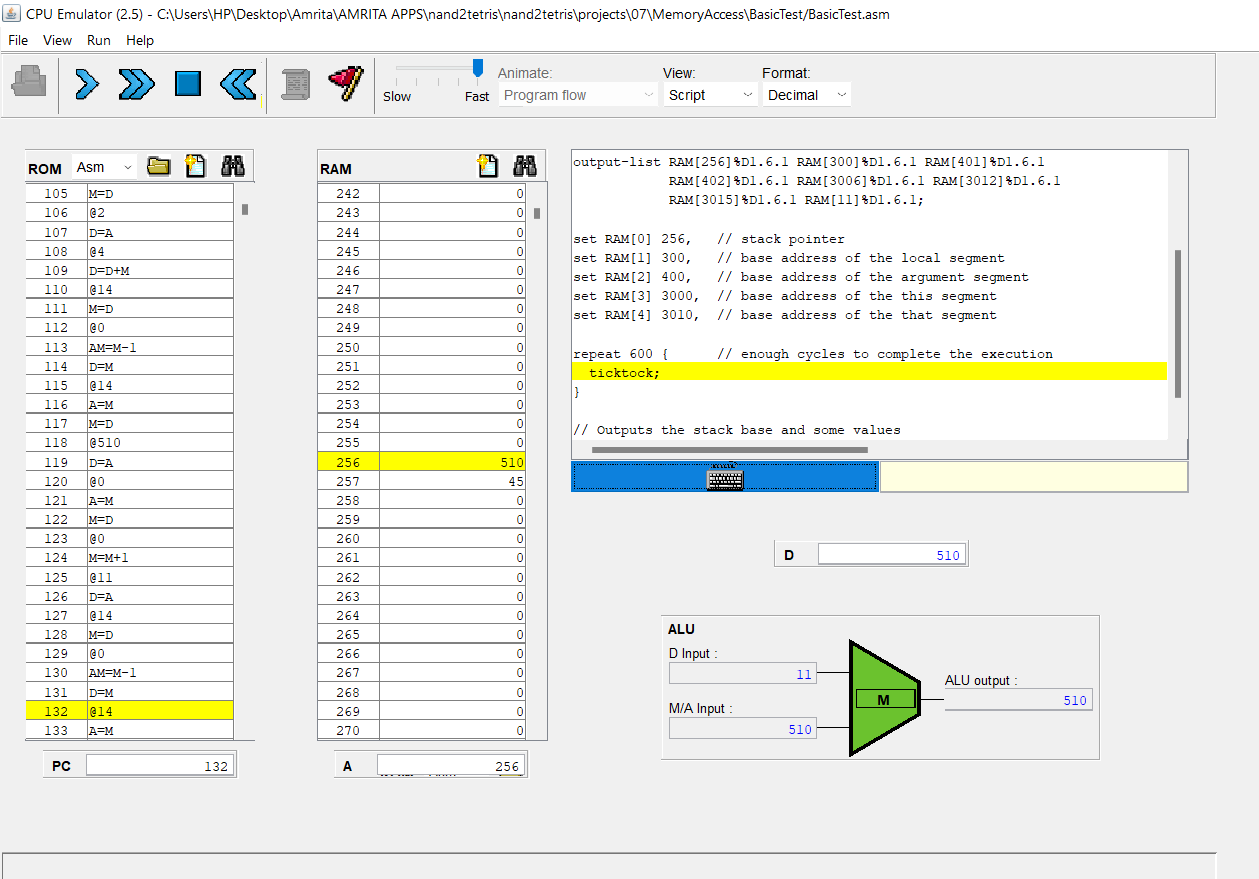 CPU Emulator (2.5) - C:\Users\HP\Desktop\Amrita\AMRITA APPS\nand2tetris\nand2tetris\projects\07\MemoryAccess\BasicTest/BasicTest.asm
File View Run Help
Slow Fast
Animate:
Program flow
View:
Script
Format:
Decimal
ROM Asm
105 M=D
106 @2
107 D=A
108 @4
109 D=D+M
110 @14
111 M=D
112 @0
113 AM=M-1
114 D=M
115 @14
116 A=M
117 M=D
118 @510
119 D=A
120 @0
121 A=M
122 M=D
123 @0
124 M=M+1
125 @11
126 D=A
127 @14
128 M=D
129 @0
130 AM=M-1
131 D=M
132 @14
133 A=M
PC 132
RAM
242 0
243 0
244 0
245 0
246 0
247 0
248 0
249 0
250 0
251 0
252 0
253 0
254 0
255 0
256 510
257 45
258 0
259 0
260 0
261 0
262 0
263 0
264 0
265 0
266 0
267 0
268 0
269 0
270 0
A 256
output-list RAM[256]%D1.6.1 RAM[300]%D1.6.1 RAM[401]%D1.6.1
RAM[402]%D1.6.1 RAM[3006]%D1.6.1 RAM[3012]%D1.6.1
RAM[3015]%D1.6.1 RAM[11]%D1.6.1;
set RAM[0] 256, // stack pointer
set RAM[1] 300, // base address of the local segment
set RAM[2] 400, // base address of the argument segment
set RAM[3] 3000, // base address of the this segment
set RAM[4] 3010, // base address of the that segment
repeat 600 { // enough cycles to complete the execution
ticktock;
}
// Outputs the stack base and some values
D 510
ALU
D Input :
11
M/A Input :
510
M
ALU output :
510